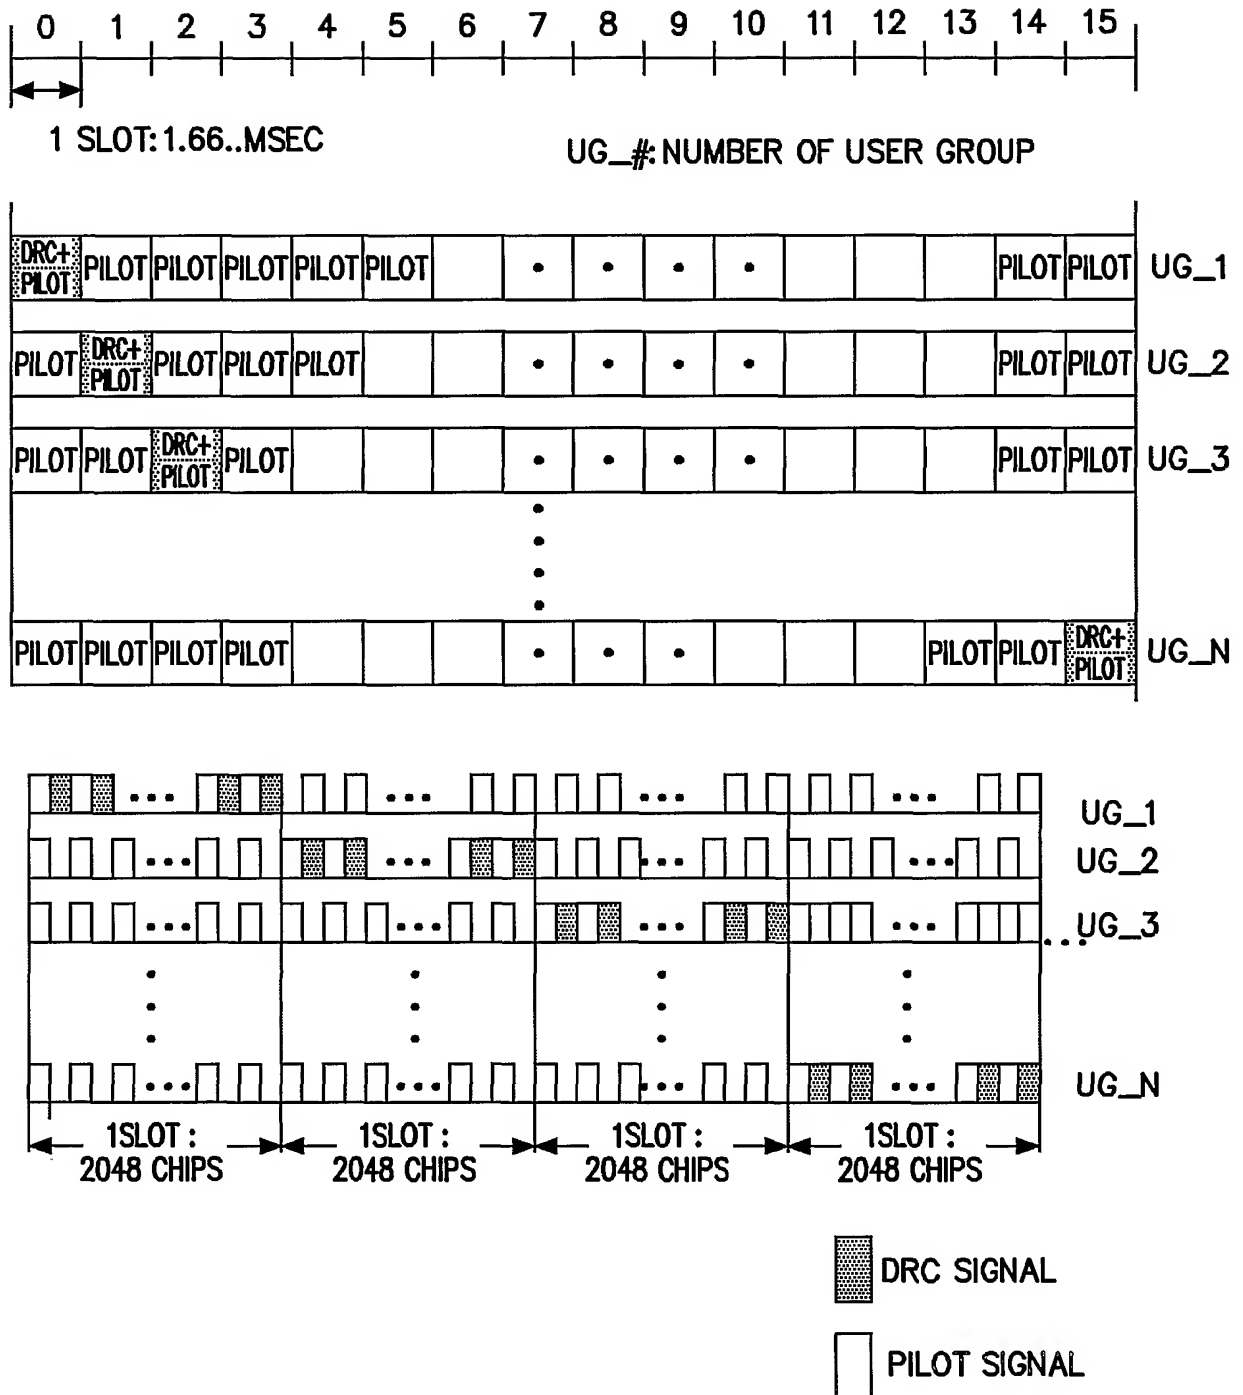 0 1 2 3 4 5 6 7 8 9 10 11 12 13 14 15
1 SLOT: 1.66..MSEC
UG_#: NUMBER OF USER GROUP
DRC+ PILOT PILOT PILOT PILOT PILOT PILOT • • • • PILOT PILOT UG_1
PILOT DRC+ PILOT PILOT PILOT PILOT • • • • PILOT PILOT UG_2
PILOT PILOT DRC+ PILOT PILOT • • • • PILOT PILOT UG_3
PILOT PILOT PILOT PILOT • • • PILOT PILOT DRC+ PILOT UG_N
••• ••• ••• ••• UG_1
••• ••• ••• ••• UG_2
••• ••• ••• ••• ... UG_3
••• ••• ••• ••• UG_N
1SLOT : 1SLOT : 1SLOT : 1SLOT :
2048 CHIPS 2048 CHIPS 2048 CHIPS 2048 CHIPS
DRC SIGNAL
PILOT SIGNAL